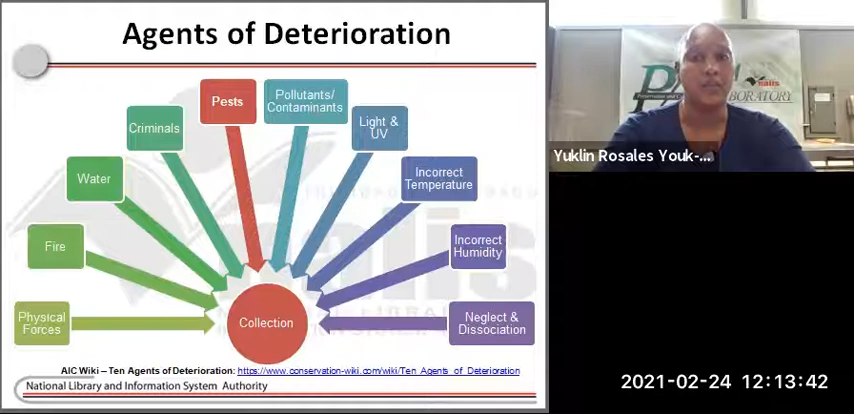 Agents of Deterioration
Pests
Pollutants/
Contaminants
Criminals
Light &
UV
Water
Incorrect
Temperature
Fire
Incorrect
Humidity
Physical
Forces
Collection
Neglect &
Dissociation
AIC Wiki – Ten Agents of Deterioration: https://www.conservation-wiki.com/wiki/Ten_Agents_of_Deterioration
National Library and Information System Authority
nalis
BORATORY
Yuklin Rosales Youk-...
2021-02-24 12:13:42